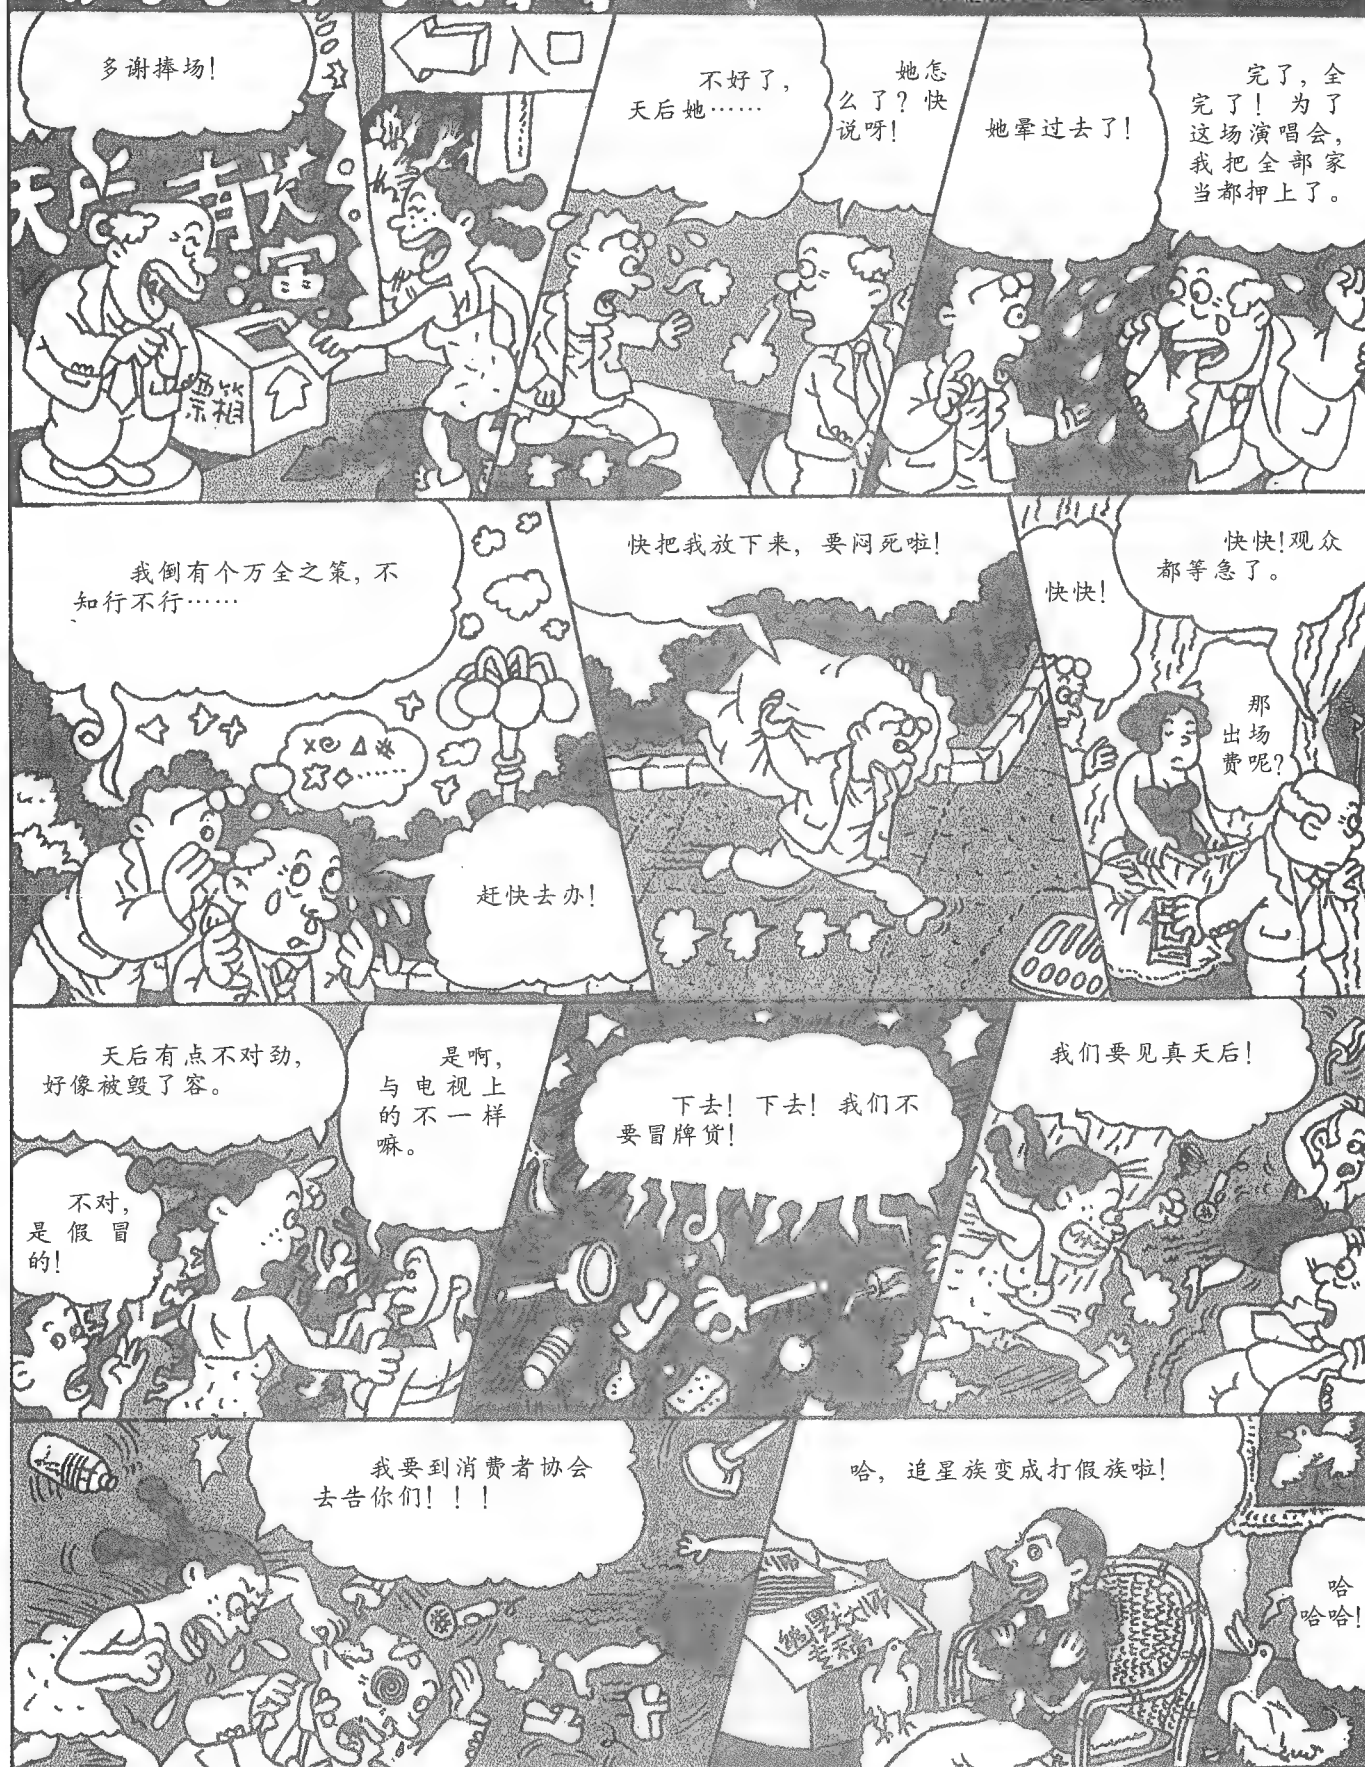 多谢捧场！
入口
天后献
演
票箱
不好了，
天后她……
她怎
么了？快
说呀！
她晕过去了！
完了，全
完了！为了
这场演唱会，
我把全部家
当都押上了。
我倒有个万全之策，不
知行不行……
赶快去办！
快把我放下来，要闷死啦！
快快！
快快！观众
都等急了。
那
出场
费呢？
天后有点不对劲，
好像被毁了容。
是啊，
与电视上
的不一样
嘛。
不对，
是假冒
的！
下去！下去！我们不
要冒牌货！
我们要见真天后！
我要到消费者协会
去告你们！！！
哈，追星族变成打假族啦！
哈
哈哈！